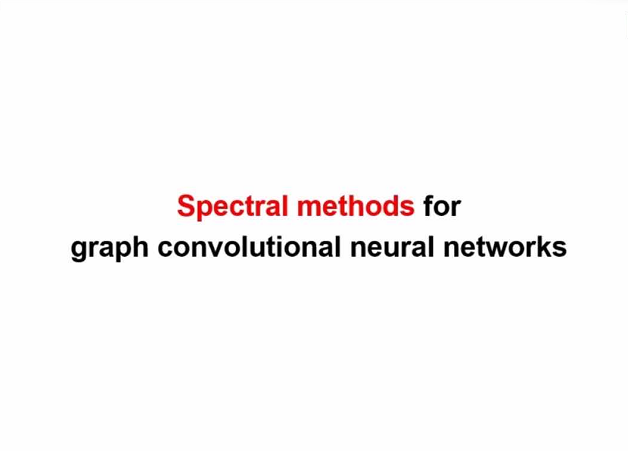 Spectral methods for
graph convolutional neural networks